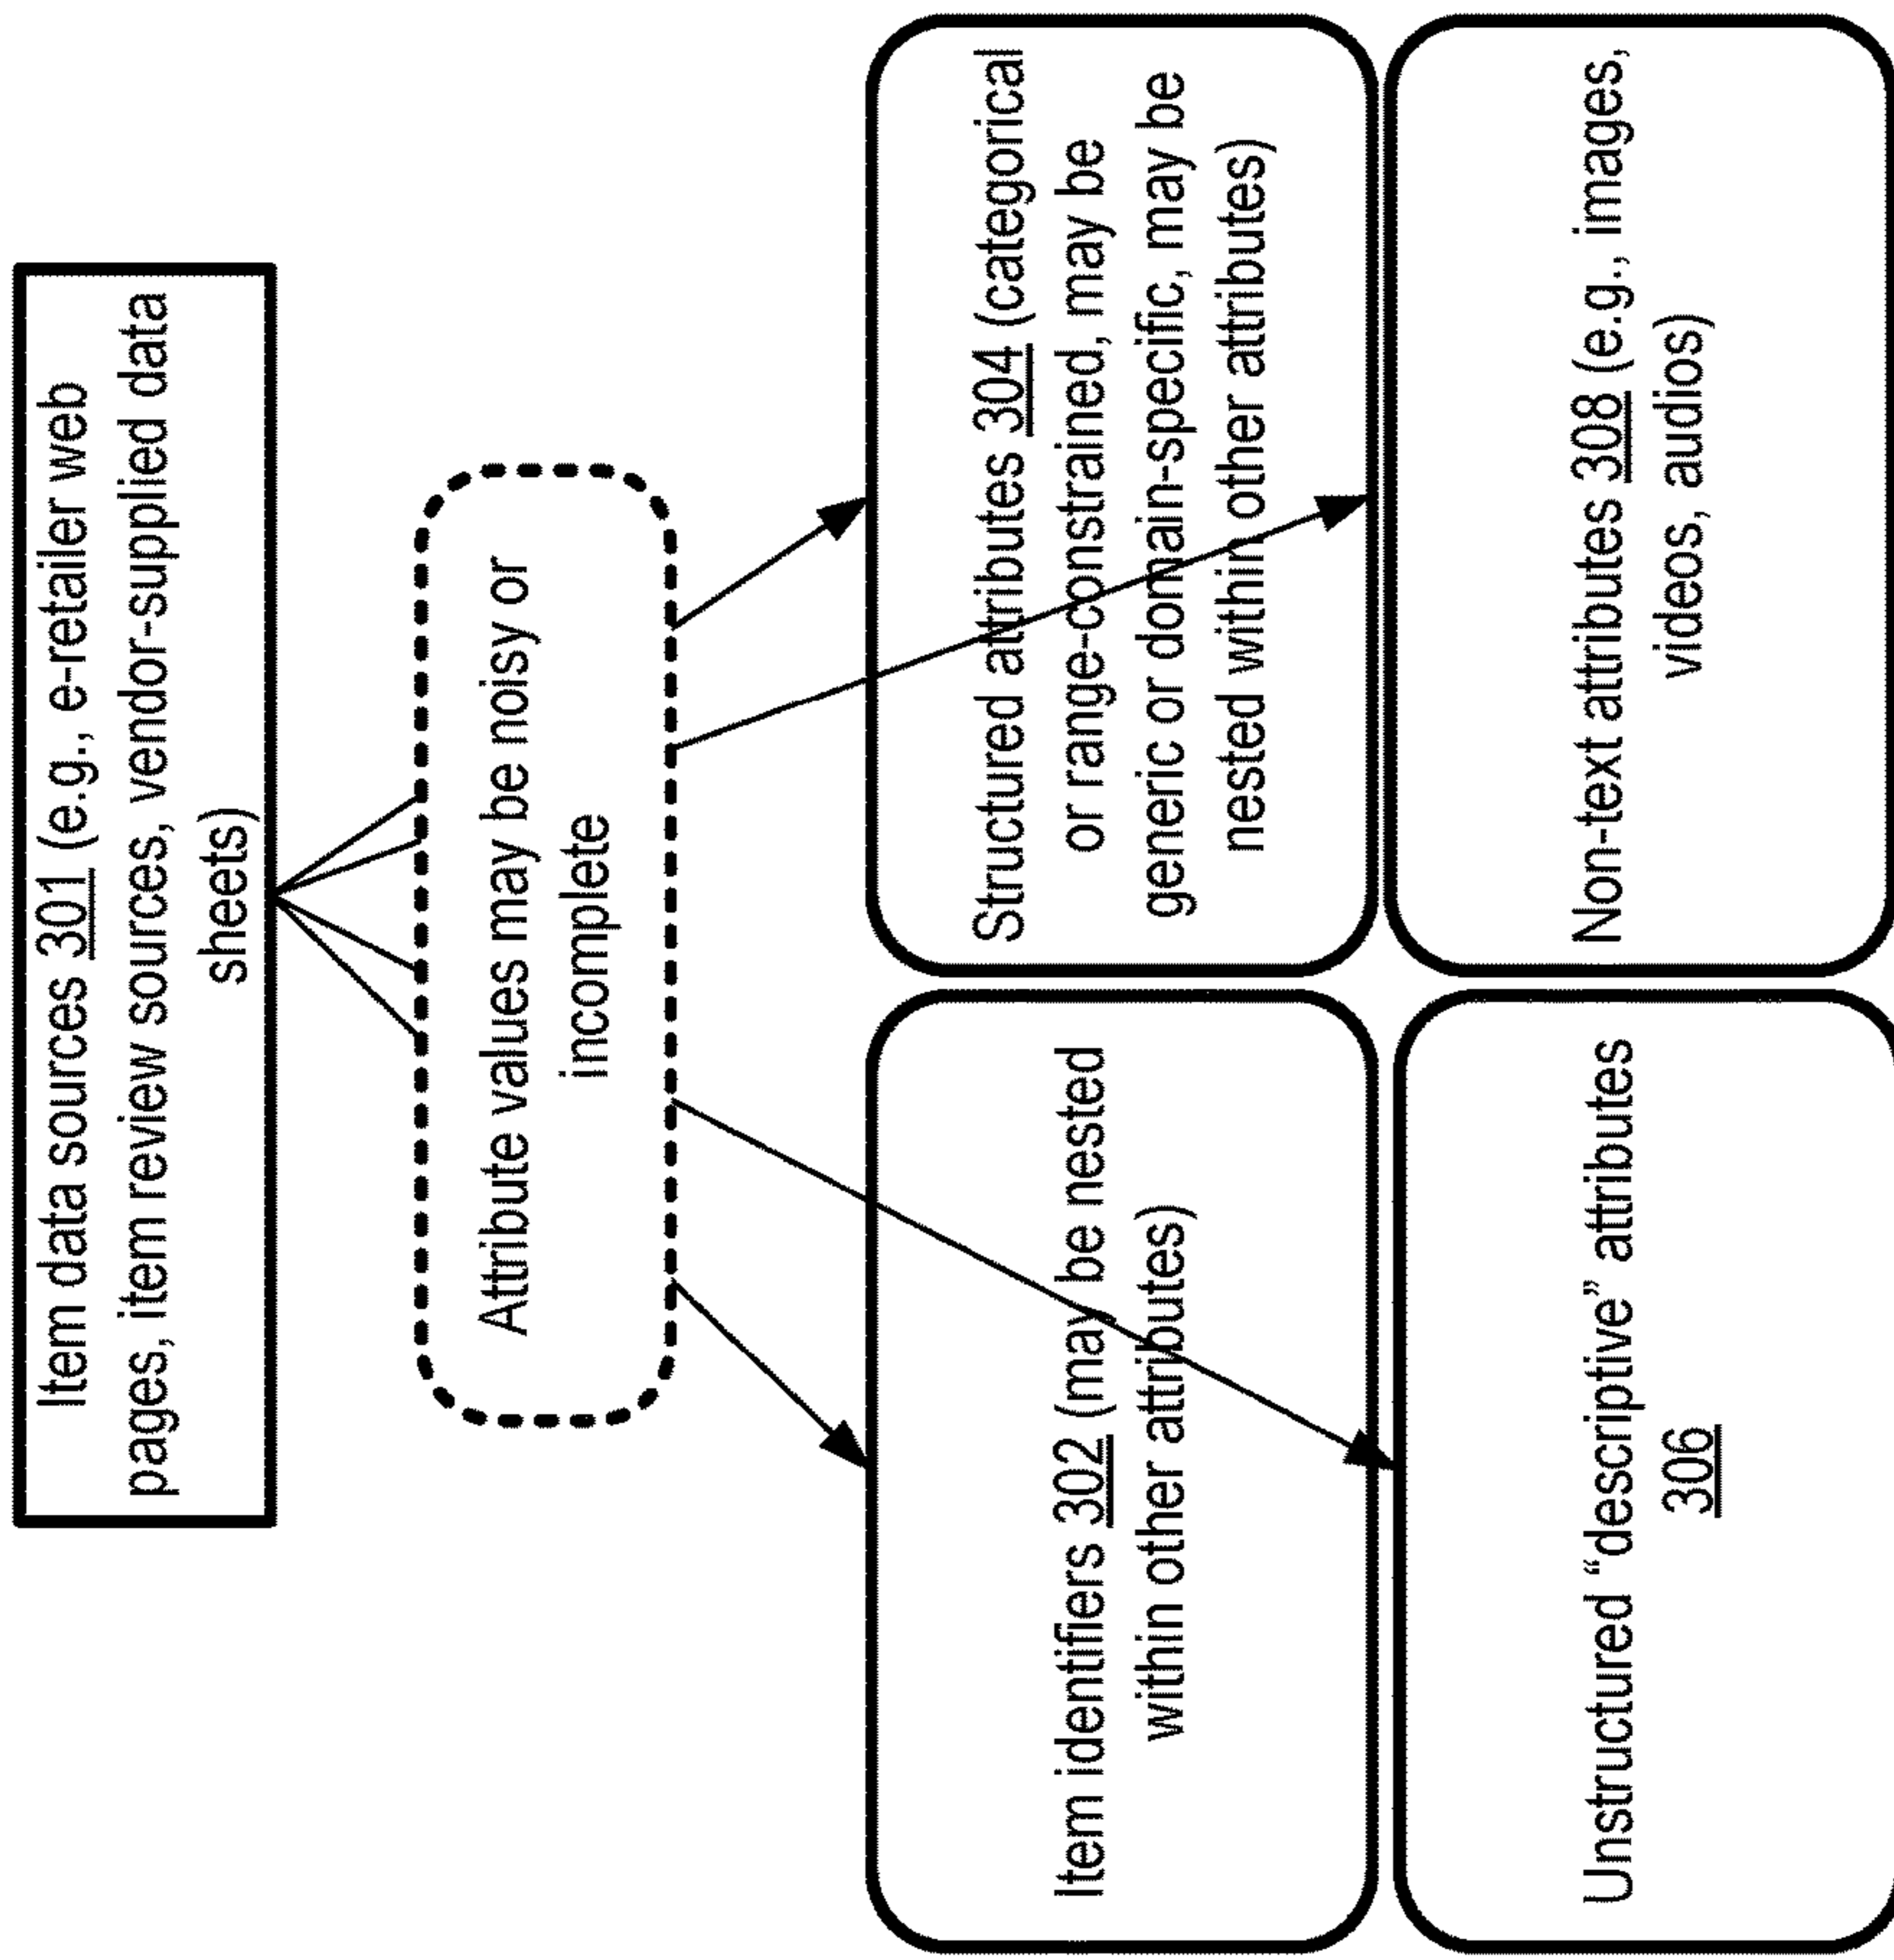 Item data sources 301 (e.g., e-retailer web
pages, item review sources, vendor-supplied data
sheets)
Attribute values may be noisy or
incomplete
Item identifiers 302 (may be nested
within other attributes)
Structured attributes 304 (categorical
or range-constrained, may be
generic or domain-specific, may be
nested within other attributes)
Unstructured “descriptive” attributes
306
Non-text attributes 308 (e.g., images,
videos, audios)